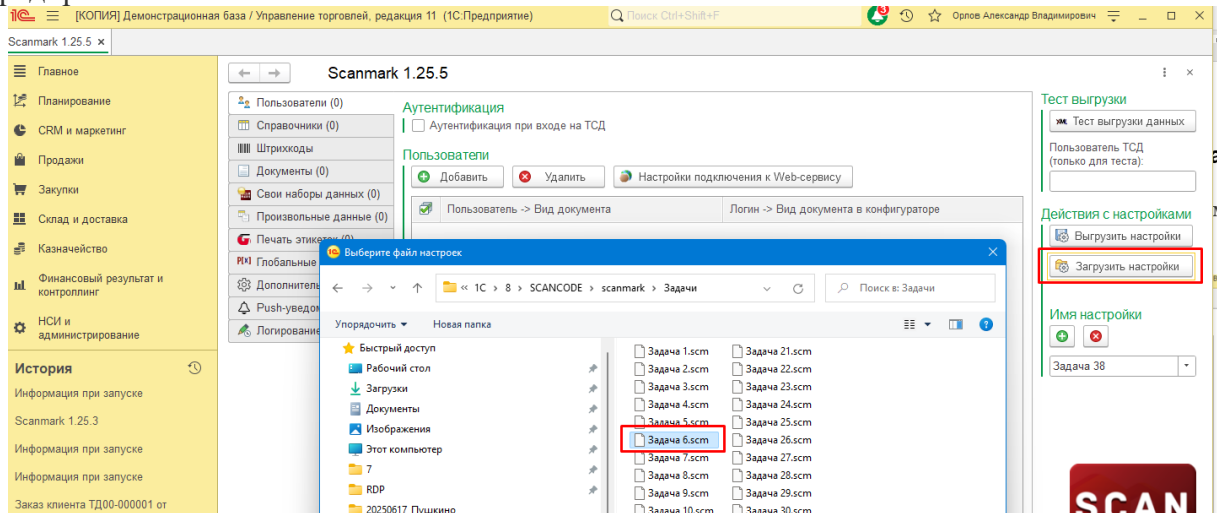 1С [КОПИЯ] Демонстрационная база / Управление торговлей, редакция 11 (1С:Предприятие) Поиск Ctrl+Shift+F 3 Орлов Александр Владимирович
Scanmark 1.25.5 ×
Главное
Планирование
CRM и маркетинг
Продажи
Закупки
Склад и доставка
Казначейство
Финансовый результат и
контроллинг
НСИ и
администрирование
История
Информация при запуске
Scanmark 1.25.3
Информация при запуске
Информация при запуске
Заказ клиента ТД00-000001 от
Scanmark 1.25.5
Пользователи (0)
Справочники (0)
Штрихкоды
Документы (0)
Свои наборы данных (0)
Произвольные данные (0)
Печать этикеток (0)
P[x] Глобальные
Дополнитель
Push-уведом
Логирование
Аутентификация
Аутентификация при входе на ТСД
Пользователи
Добавить Удалить Настройки подключения к Web-сервису
Пользователь -> Вид документа Логин -> Вид документа в конфигураторе
Выберите файл настроек
« 1C › 8 › SCANCODE › scanmark › Задачи Поиск в: Задачи
Упорядочить Новая папка
Быстрый доступ
Рабочий стол
Загрузки
Документы
Изображения
Этот компьютер
7
RDP
20250617 Пушкино
Задача 1.scm Задача 21.scm
Задача 2.scm Задача 22.scm
Задача 3.scm Задача 23.scm
Задача 4.scm Задача 24.scm
Задача 5.scm Задача 25.scm
Задача 6.scm Задача 26.scm
Задача 7.scm Задача 27.scm
Задача 8.scm Задача 28.scm
Задача 9.scm Задача 29.scm
Задача 10.scm Задача 30.scm
Тест выгрузки
XML Тест выгрузки данных
Пользователь ТСД
(только для теста):
Действия с настройками
Выгрузить настройки
Загрузить настройки
Имя настройки
Задача 38
SCAN